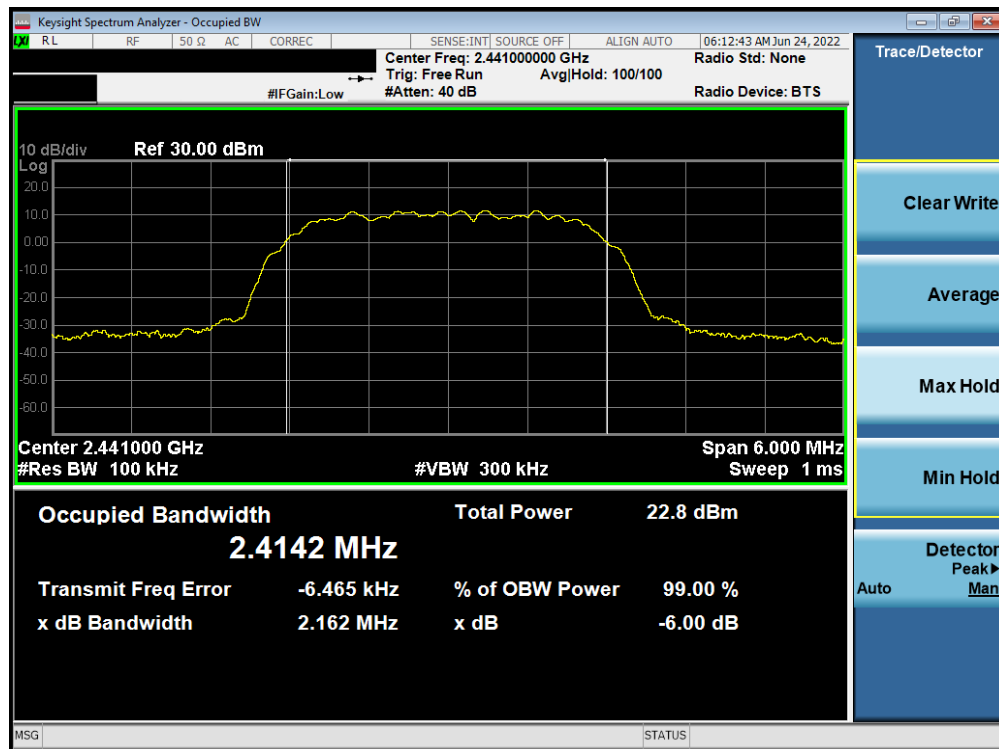 Keysight Spectrum Analyzer - Occupied BW
LXI RL RF 50 Ω AC CORREC SENSE:INT SOURCE OFF ALIGN AUTO 06:12:43 AM Jun 24, 2022
Center Freq: 2.441000000 GHz Radio Std: None
Trig: Free Run Avg|Hold: 100/100
#IFGain:Low #Atten: 40 dB Radio Device: BTS
10 dB/div Ref 30.00 dBm
Log
20.0
10.0
0.00
-10.0
-20.0
-30.0
-40.0
-50.0
-60.0
Center 2.441000 GHz Span 6.000 MHz
#Res BW 100 kHz #VBW 300 kHz Sweep 1 ms
Occupied Bandwidth Total Power 22.8 dBm
2.4142 MHz
Transmit Freq Error -6.465 kHz % of OBW Power 99.00 %
x dB Bandwidth 2.162 MHz x dB -6.00 dB
MSG STATUS
Trace/Detector
Clear Write
Average
Max Hold
Min Hold
Detector
Peak▶
Auto Man